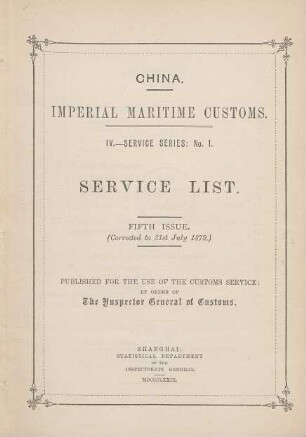 CHINA.
IMPERIAL MARITIME CUSTOMS.
IV.—SERVICE SERIES: No. 1.
SERVICE LIST.
FIFTH ISSUE.
(Corrected to 31st July 1879.)
PUBLISHED FOR THE USE OF THE CUSTOMS SERVICE:
BY ORDER OF
The Inspector General of Customs.
SHANGHAI:
STATISTICAL DEPARTMENT
OF THE
INSPECTORATE GENERAL.
MDCCCLXXIX.